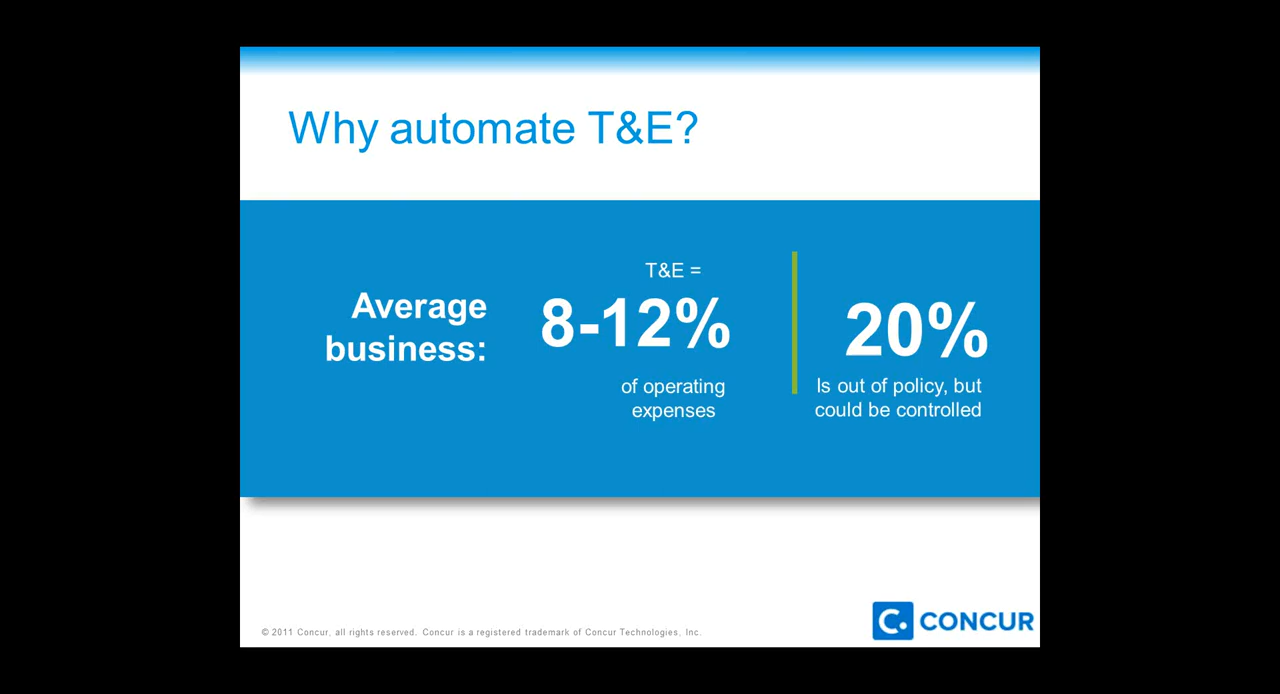 Why automate T&E?
Average
business:
T&E =
8-12%
of operating
expenses
20%
Is out of policy, but
could be controlled
© 2011 Concur, all rights reserved. Concur is a registered trademark of Concur Technologies, Inc.
C.
CONCUR